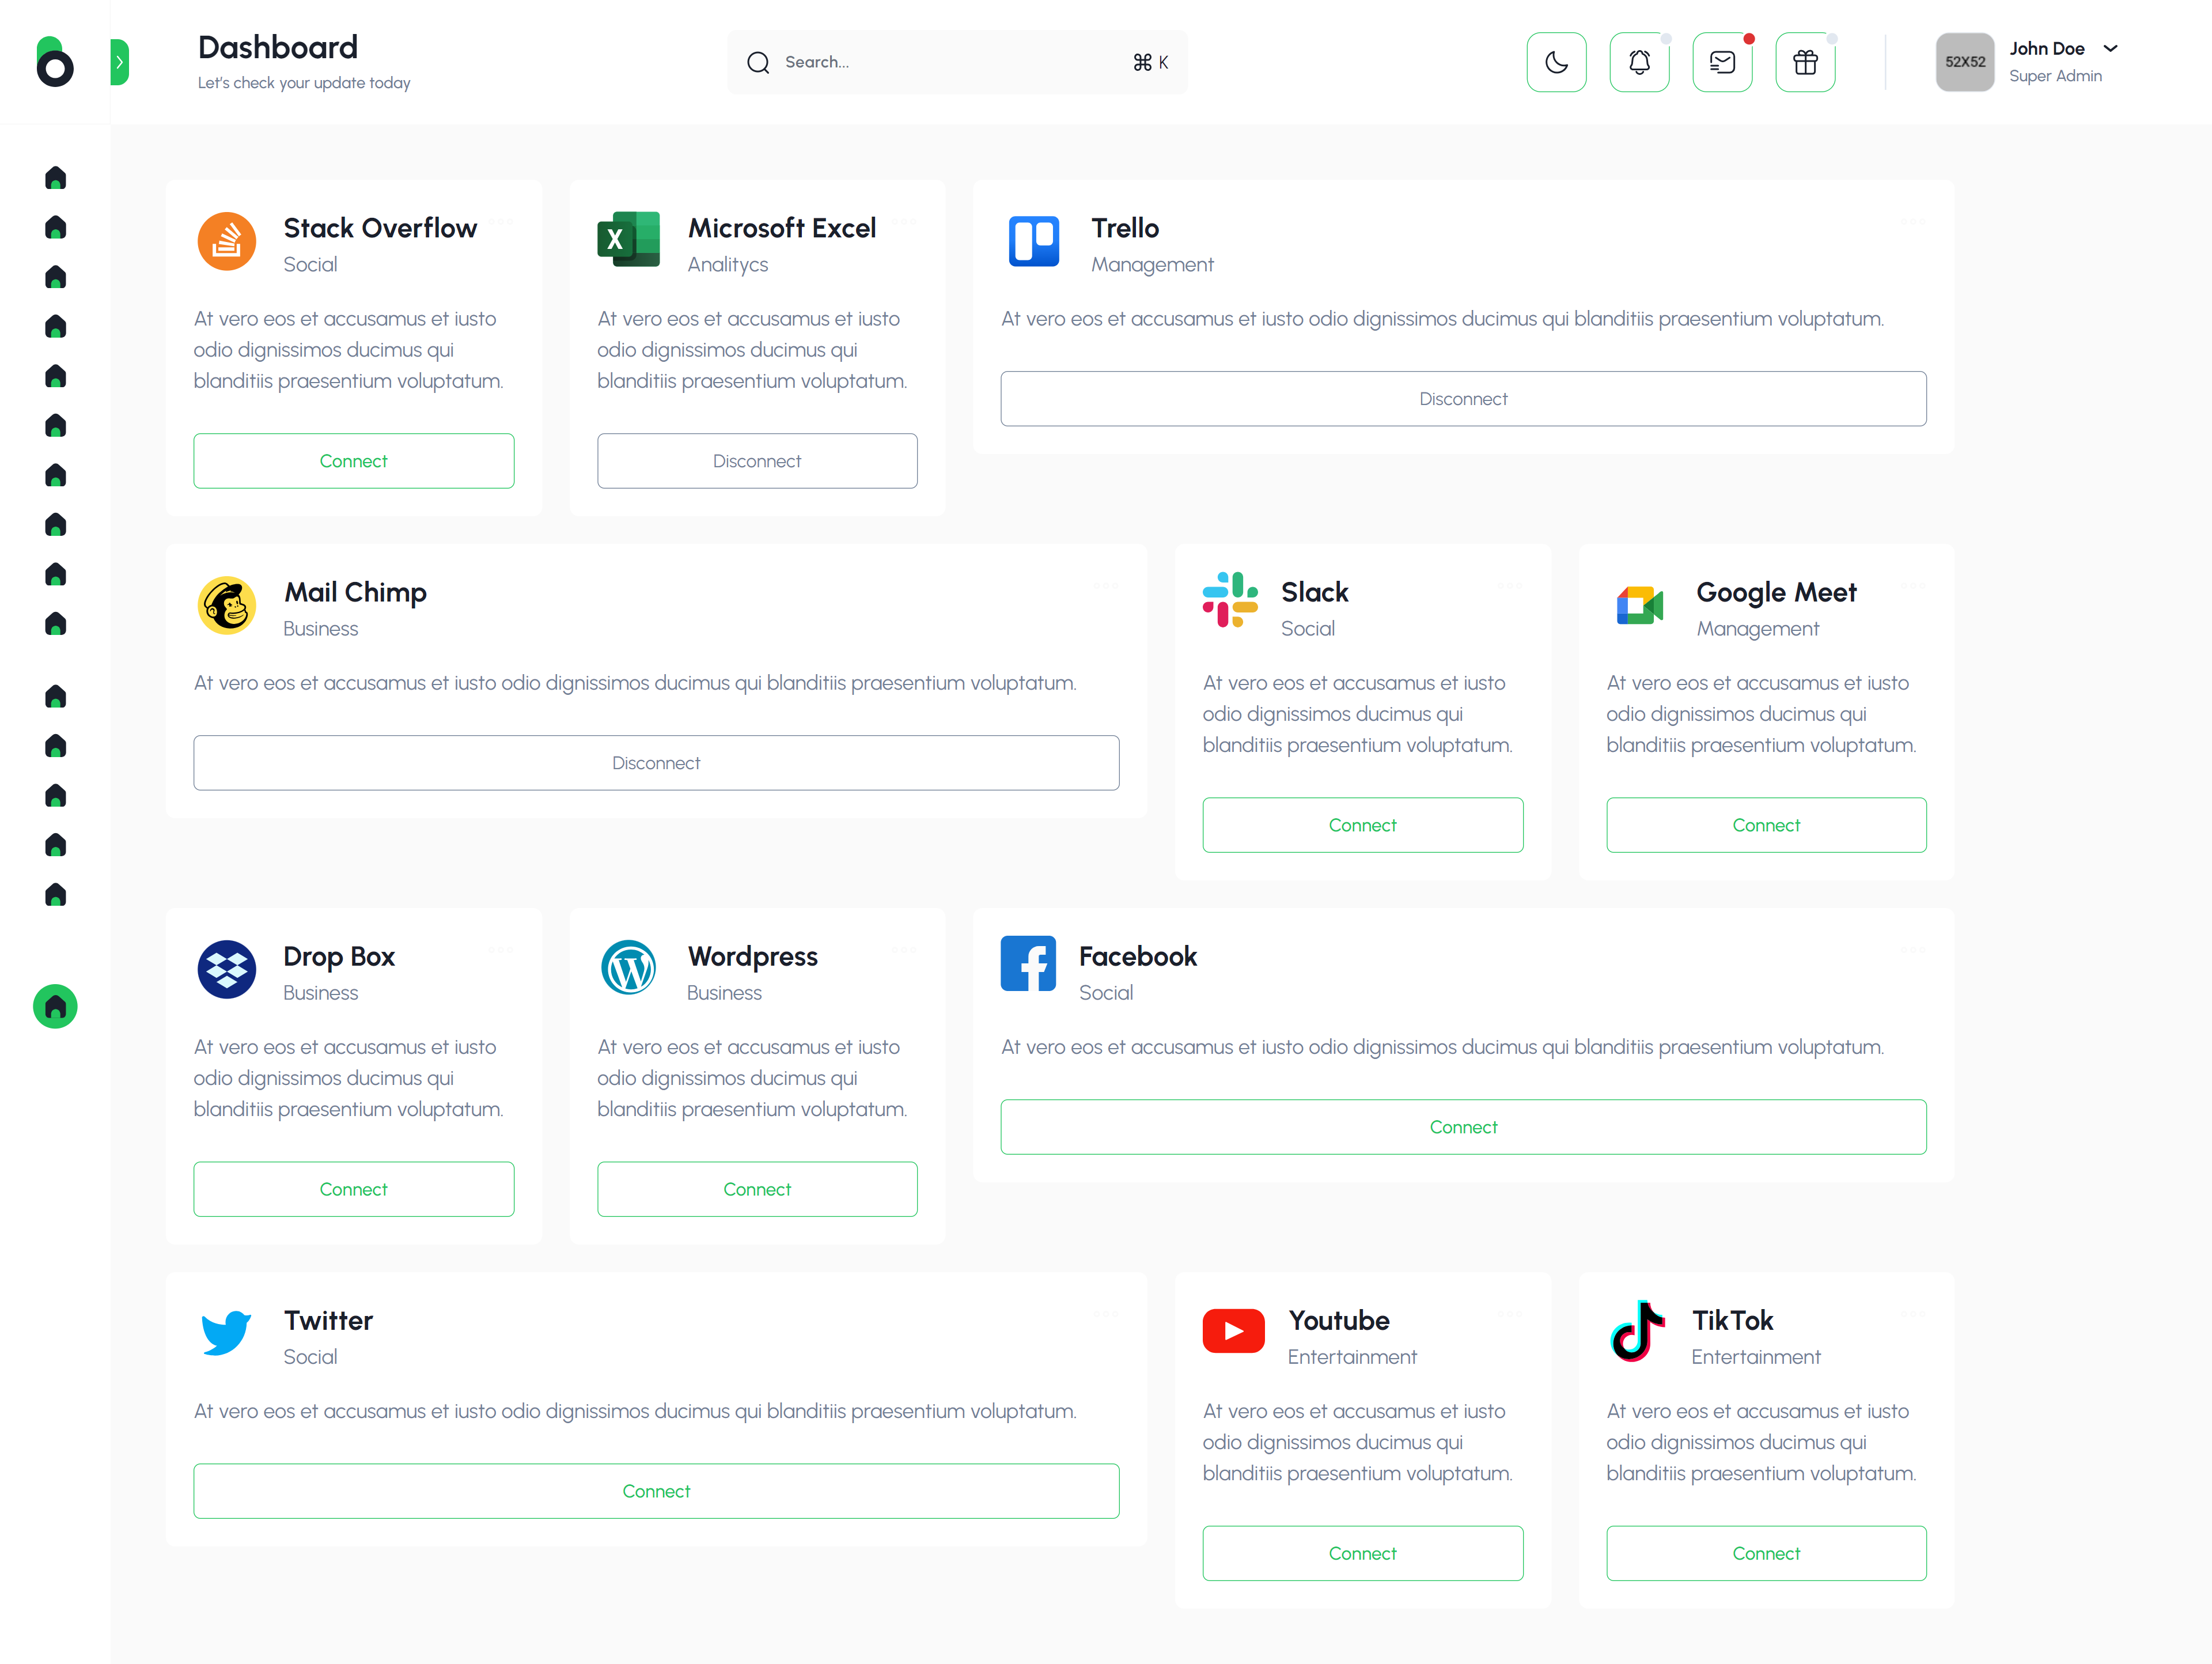 Dashboard
Let's check your update today
Search...
⌘ K
52X52
John Doe
Super Admin
Stack Overflow
Social
At vero eos et accusamus et iusto
odio dignissimos ducimus qui
blanditiis praesentium voluptatum.
Connect
X
Microsoft Excel
Analitycs
At vero eos et accusamus et iusto
odio dignissimos ducimus qui
blanditiis praesentium voluptatum.
Disconnect
Trello
Management
At vero eos et accusamus et iusto odio dignissimos ducimus qui blanditiis praesentium voluptatum.
Disconnect
Mail Chimp
Business
At vero eos et accusamus et iusto odio dignissimos ducimus qui blanditiis praesentium voluptatum.
Disconnect
Slack
Social
At vero eos et accusamus et iusto
odio dignissimos ducimus qui
blanditiis praesentium voluptatum.
Connect
Google Meet
Management
At vero eos et accusamus et iusto
odio dignissimos ducimus qui
blanditiis praesentium voluptatum.
Connect
Drop Box
Business
At vero eos et accusamus et iusto
odio dignissimos ducimus qui
blanditiis praesentium voluptatum.
Connect
Wordpress
Business
At vero eos et accusamus et iusto
odio dignissimos ducimus qui
blanditiis praesentium voluptatum.
Connect
Facebook
Social
At vero eos et accusamus et iusto odio dignissimos ducimus qui blanditiis praesentium voluptatum.
Connect
Twitter
Social
At vero eos et accusamus et iusto odio dignissimos ducimus qui blanditiis praesentium voluptatum.
Connect
Youtube
Entertainment
At vero eos et accusamus et iusto
odio dignissimos ducimus qui
blanditiis praesentium voluptatum.
Connect
TikTok
Entertainment
At vero eos et accusamus et iusto
odio dignissimos ducimus qui
blanditiis praesentium voluptatum.
Connect